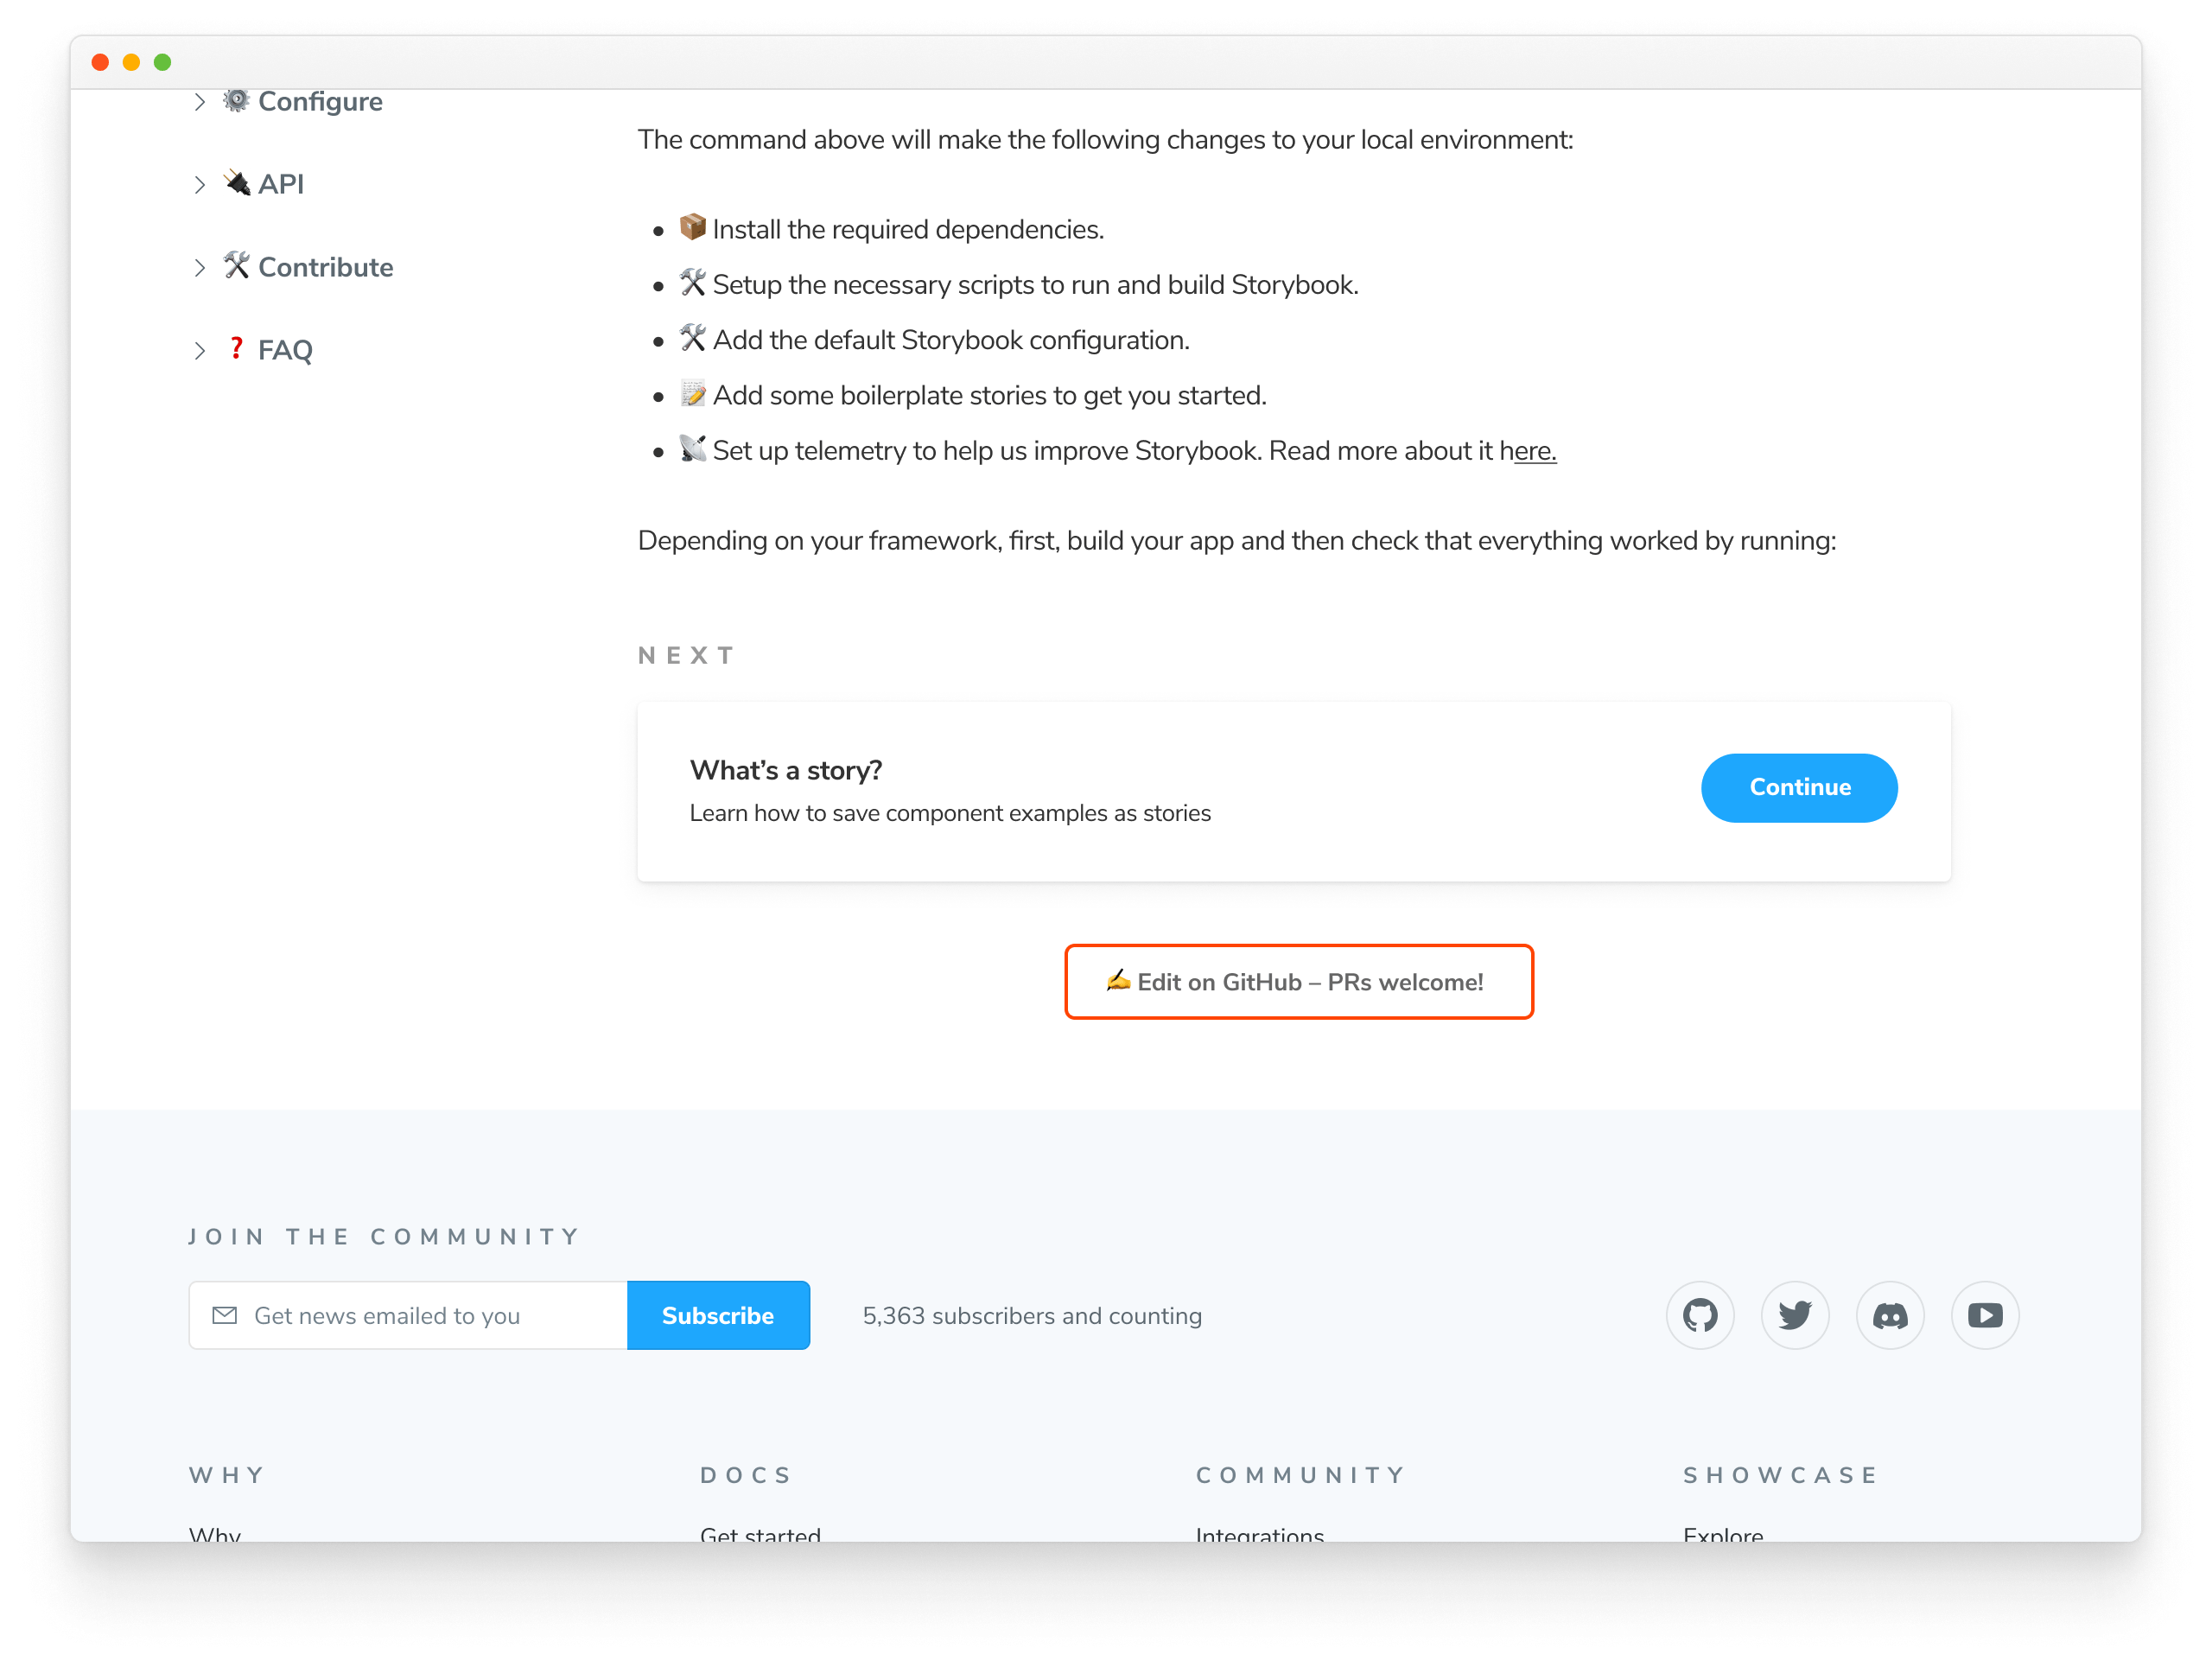 Configure
API
Contribute
FAQ
The command above will make the following changes to your local environment:
• 📦 Install the required dependencies.
• 🛠 Setup the necessary scripts to run and build Storybook.
• 🛠 Add the default Storybook configuration.
• 📝 Add some boilerplate stories to get you started.
• 📡 Set up telemetry to help us improve Storybook. Read more about it here.
Depending on your framework, first, build your app and then check that everything worked by running:
NEXT
What’s a story?
Learn how to save component examples as stories
Continue
✍️ Edit on GitHub – PRs welcome!
JOIN THE COMMUNITY
Get news emailed to you
Subscribe
5,363 subscribers and counting
WHY
DOCS
COMMUNITY
SHOWCASE
Why
Get started
Integrations
Explore